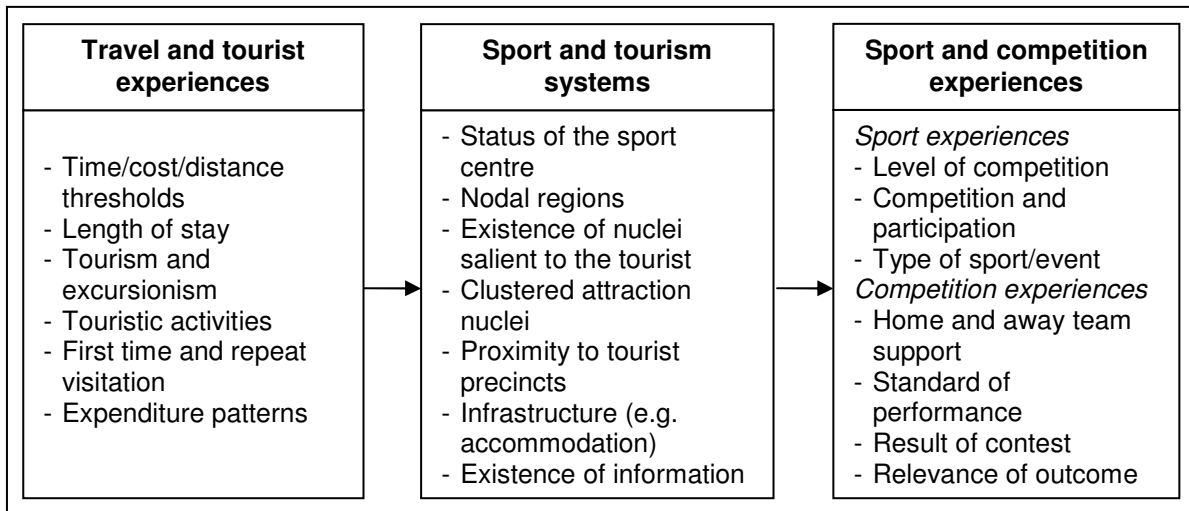 Travel and tourist
experiences
- Time/cost/distance
thresholds
- Length of stay
- Tourism and
excursionism
- Touristic activities
- First time and repeat
visitation
- Expenditure patterns
Sport and tourism
systems
- Status of the sport
centre
- Nodal regions
- Existence of nuclei
salient to the tourist
- Clustered attraction
nuclei
- Proximity to tourist
precincts
- Infrastructure (e.g.
accommodation)
- Existence of information
Sport and competition
experiences
Sport experiences
- Level of competition
- Competition and
participation
- Type of sport/event
Competition experiences
- Home and away team
support
- Standard of
performance
- Result of contest
- Relevance of outcome